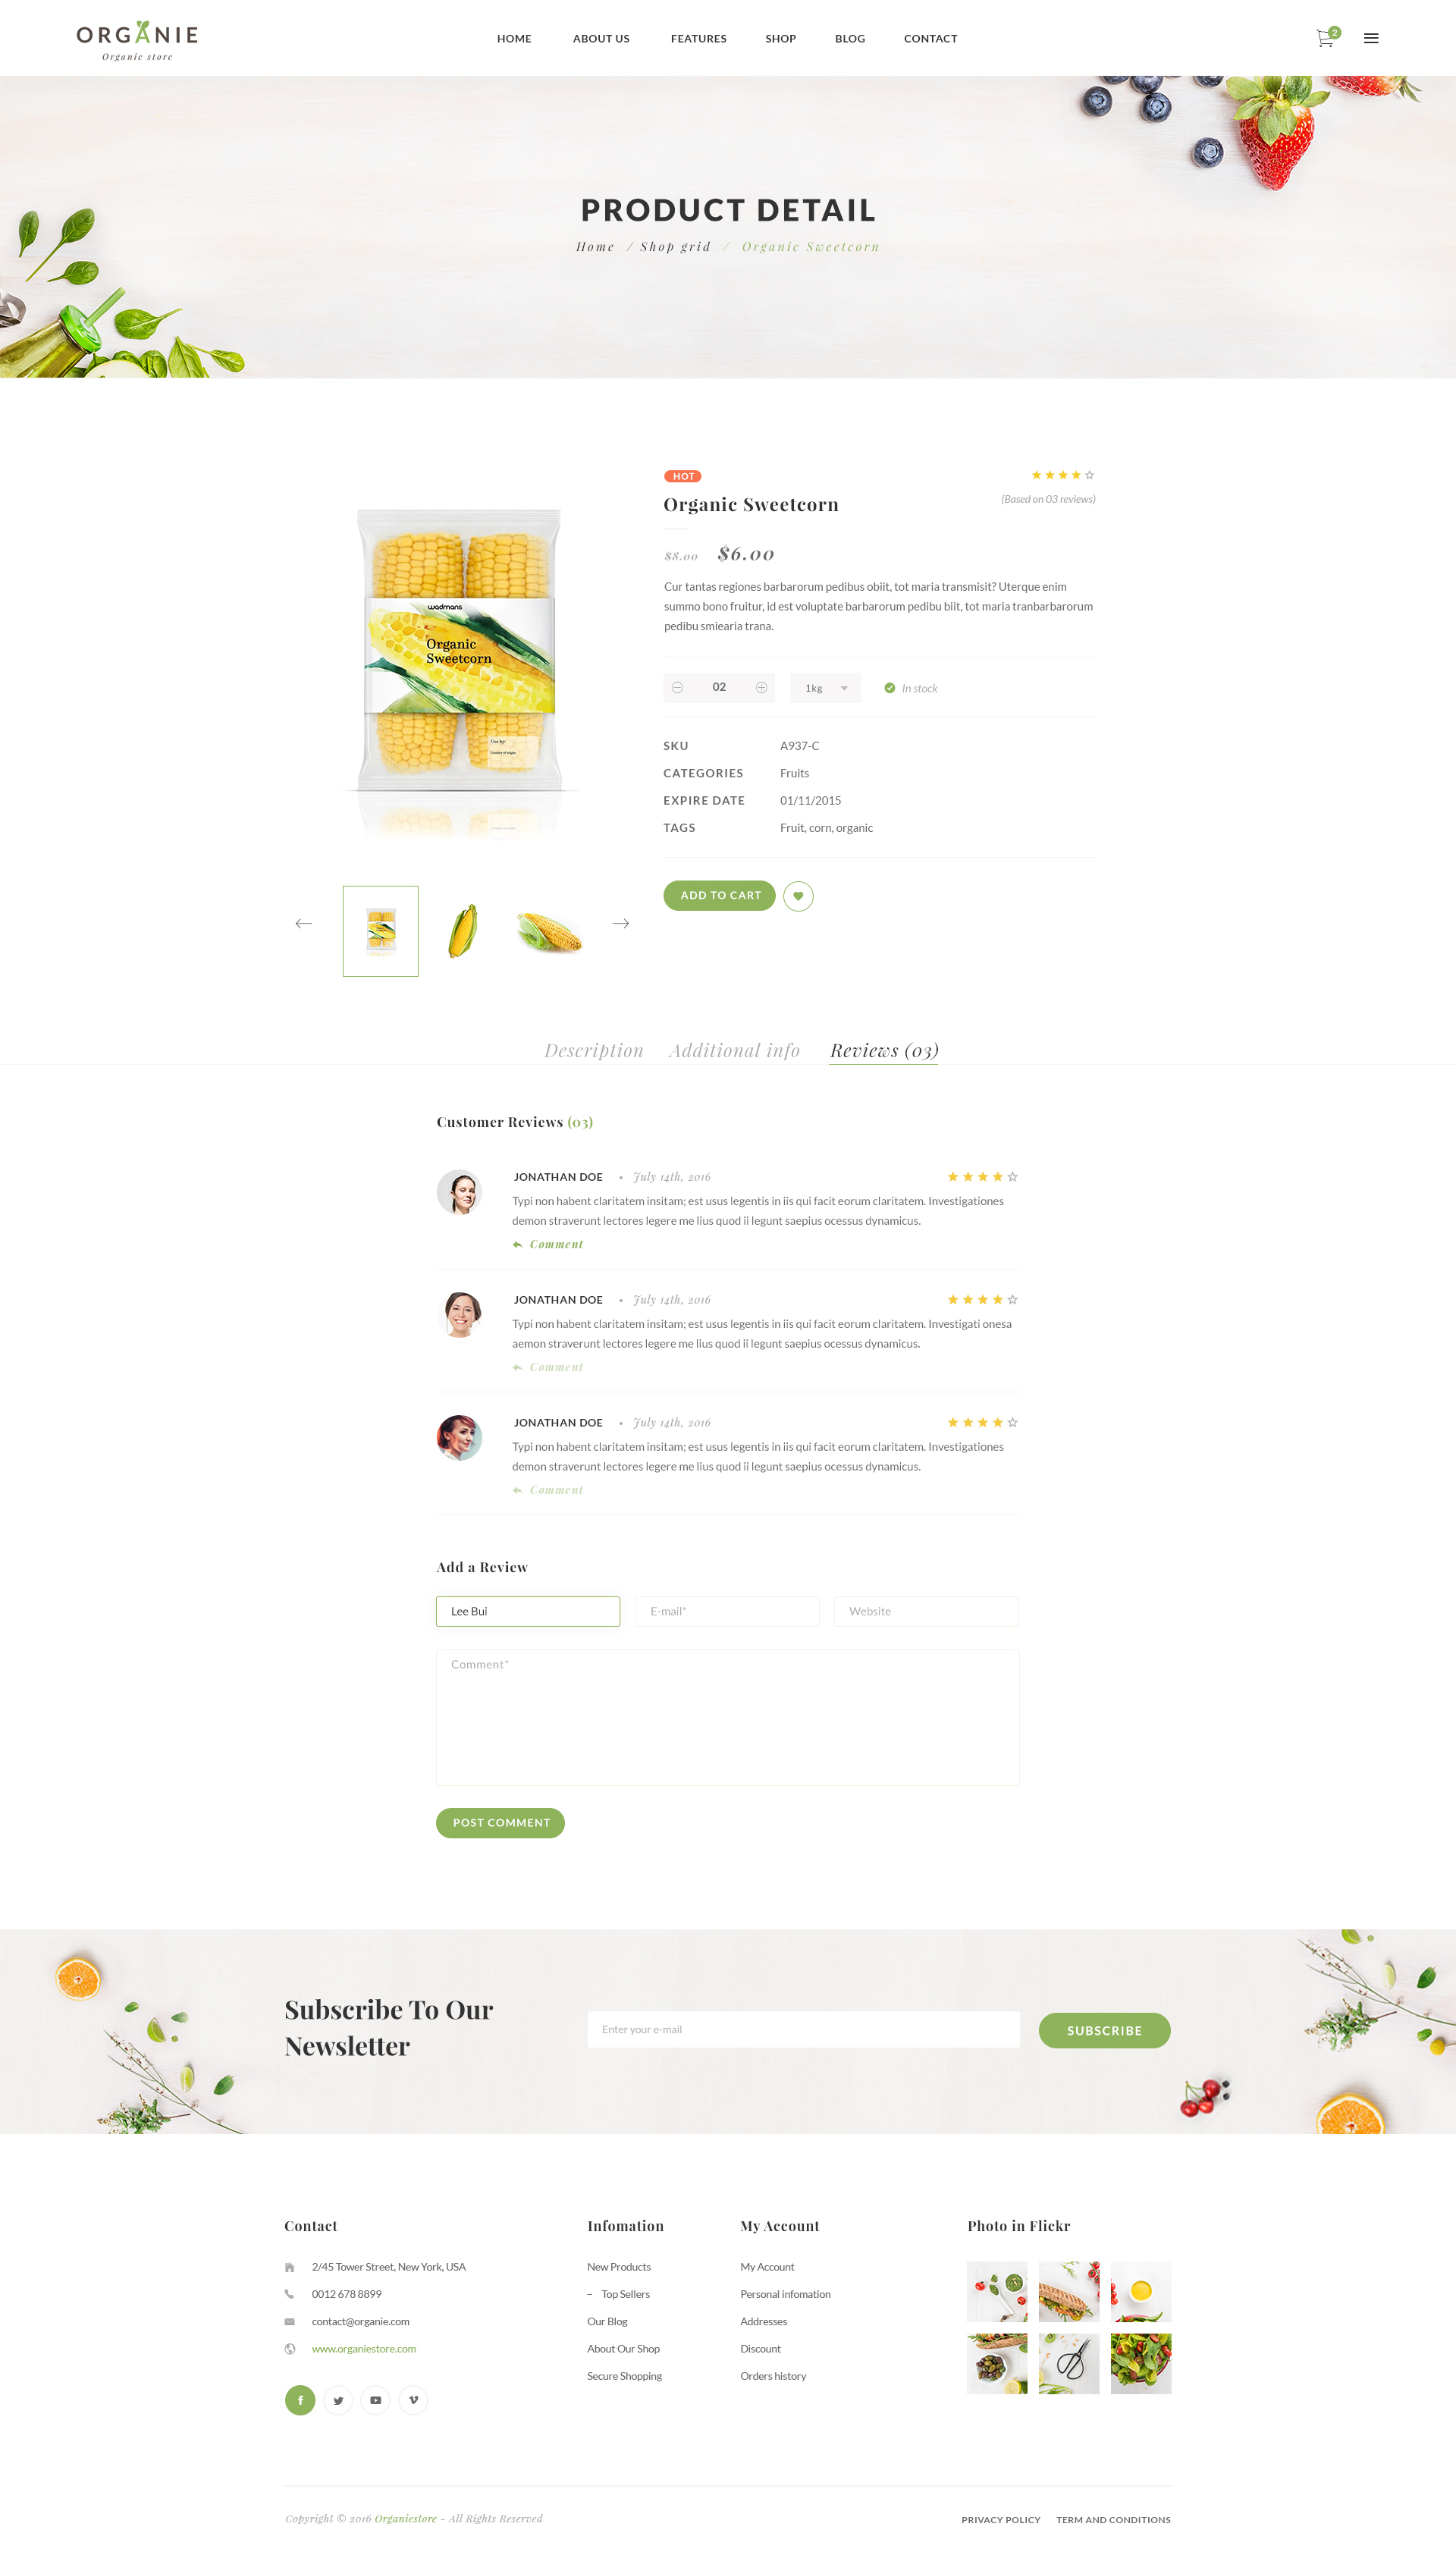 ORGANIE
Organic store
HOME ABOUT US FEATURES SHOP BLOG CONTACT
2
PRODUCT DETAIL
Home / Shop grid / Organic Sweetcorn
HOT
Organic Sweetcorn
(Based on 03 reviews)
$8.00 $6.00
Cur tantas regiones barbarorum pedibus obiit, tot maria transmisit? Uterque enim
summo bono fruitur, id est voluptate barbarorum pedibu biit, tot maria tranbarbarorum
pedibu smiearia trana.
wadmans
Organic
Sweetcorn
Use by:
Country of origin
02 1kg In stock
SKU A937-C
CATEGORIES Fruits
EXPIRE DATE 01/11/2015
TAGS Fruit, corn, organic
ADD TO CART
Description Additional info Reviews (03)
Customer Reviews (03)
JONATHAN DOE • July 14th, 2016
Typi non habent claritatem insitam; est usus legentis in iis qui facit eorum claritatem. Investigationes
demon straverunt lectores legere me lius quod ii legunt saepius ocessus dynamicus.
Comment
JONATHAN DOE • July 14th, 2016
Typi non habent claritatem insitam; est usus legentis in iis qui facit eorum claritatem. Investigati onesa
aemon straverunt lectores legere me lius quod ii legunt saepius ocessus dynamicus.
Comment
JONATHAN DOE • July 14th, 2016
Typi non habent claritatem insitam; est usus legentis in iis qui facit eorum claritatem. Investigationes
demon straverunt lectores legere me lius quod ii legunt saepius ocessus dynamicus.
Comment
Add a Review
Lee Bui E-mail* Website
Comment*
POST COMMENT
Subscribe To Our
Newsletter
Enter your e-mail
SUBSCRIBE
Contact
2/45 Tower Street, New York, USA
0012 678 8899
contact@organie.com
www.organiestore.com
Infomation
New Products
– Top Sellers
Our Blog
About Our Shop
Secure Shopping
My Account
My Account
Personal infomation
Addresses
Discount
Orders history
Photo in Flickr
Copyright © 2016 Organiestore - All Rights Reserved
PRIVACY POLICY TERM AND CONDITIONS